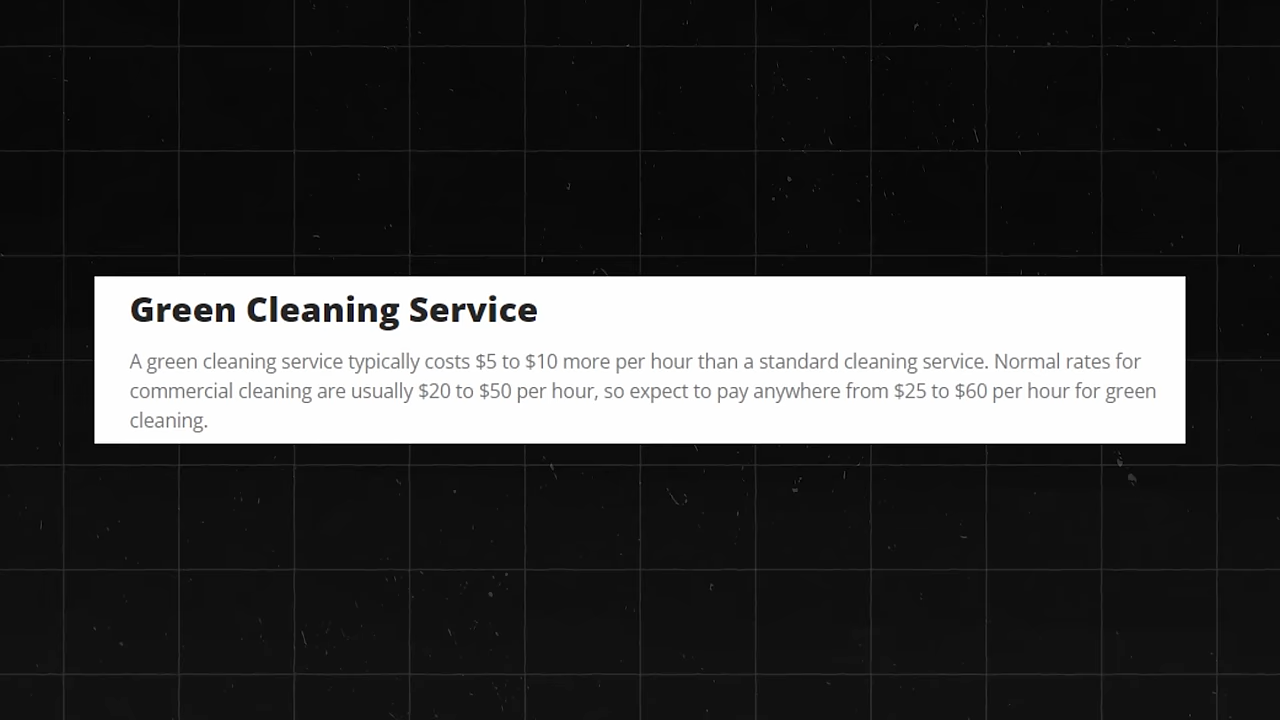 Green Cleaning Service
A green cleaning service typically costs $5 to $10 more per hour than a standard cleaning service. Normal rates for
commercial cleaning are usually $20 to $50 per hour, so expect to pay anywhere from $25 to $60 per hour for green
cleaning.